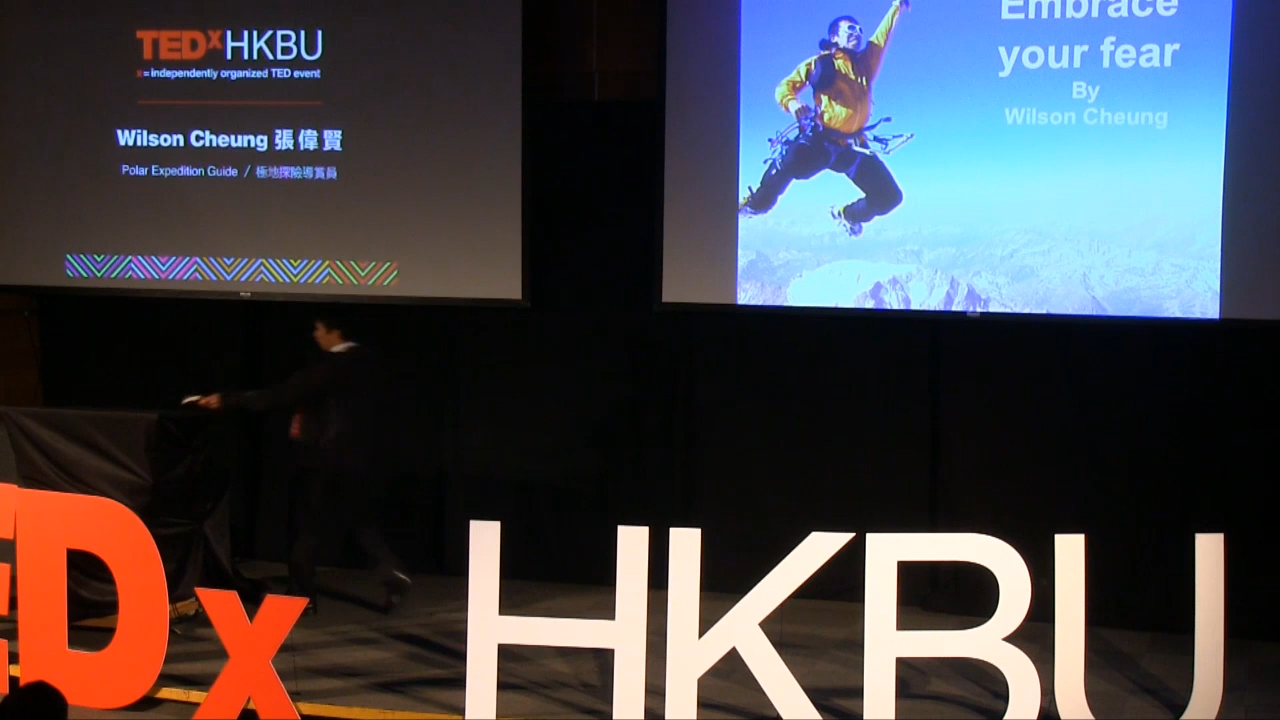 TEDxHKBU
x = independently organized TED event
Wilson Cheung 張偉賢
Polar Expedition Guide / 極地探險導賞員
Embrace
your fear
By
Wilson Cheung
EDx HKBU